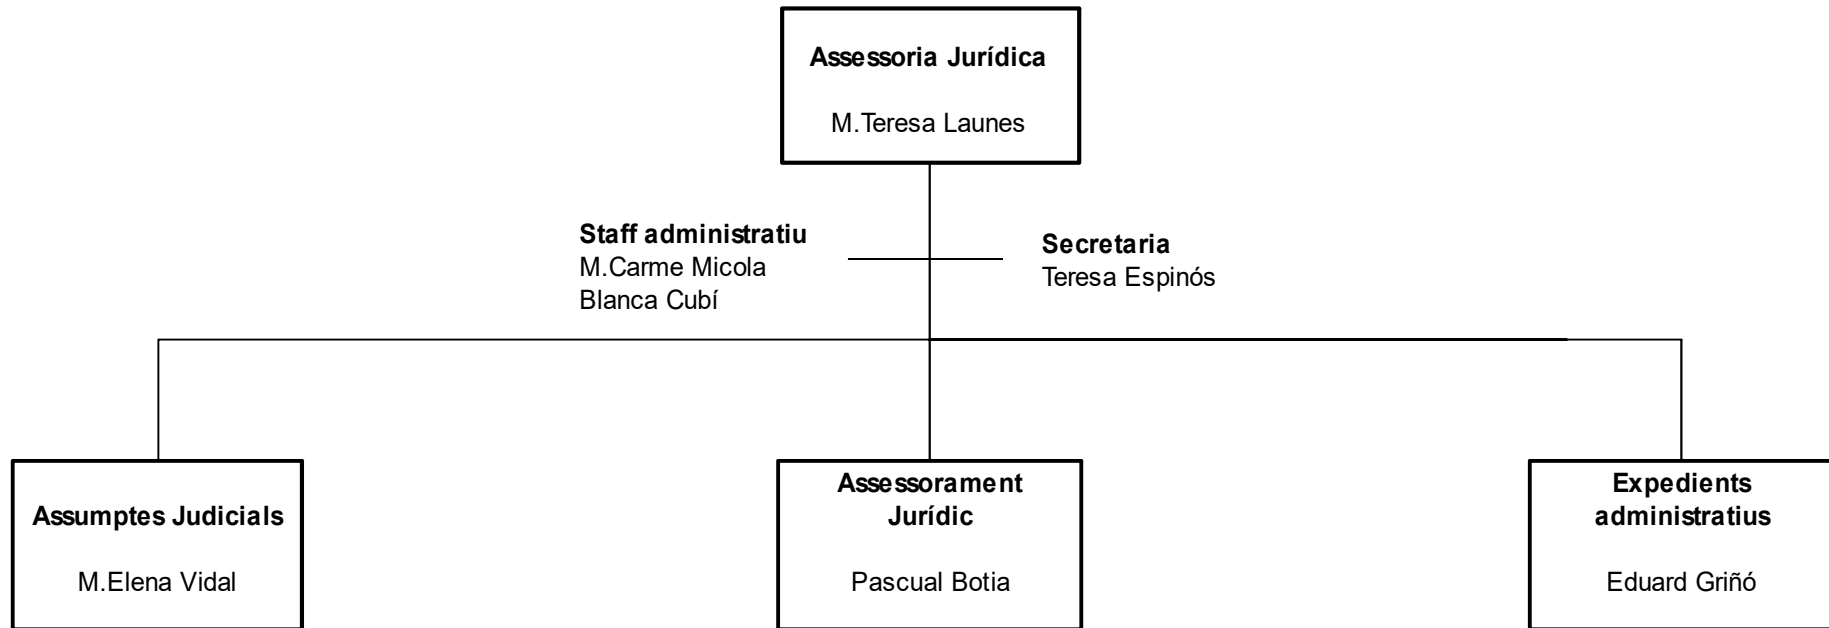 Assessoria Jurídica
M.Teresa Launes
Staff administratiu
M.Carme Micola
Blanca Cubí
Secretaria
Teresa Espinós
Assumptes Judicials
M.Elena Vidal
Assessorament
Jurídic
Pascual Botia
Expedients
administratius
Eduard Griñó